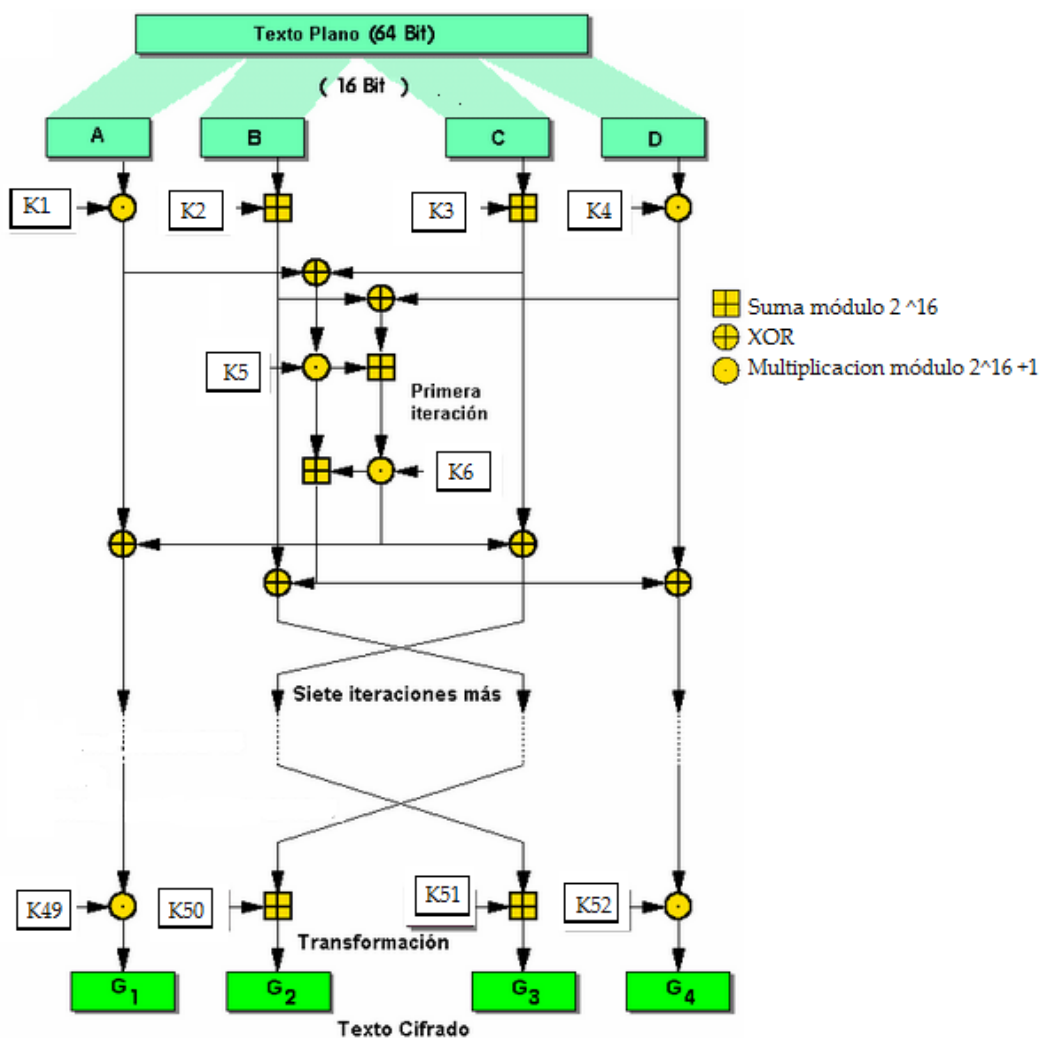 Texto Plano (64 Bit)
( 16 Bit )
A
B
C
D
K1
K2
K3
K4
Suma módulo 2 ^16
XOR
Multiplicacion módulo 2^16 +1
K5
Primera
iteración
K6
Siete iteraciones más
K49
K50
K51
K52
Transformación
G1
G2
G3
G4
Texto Cifrado